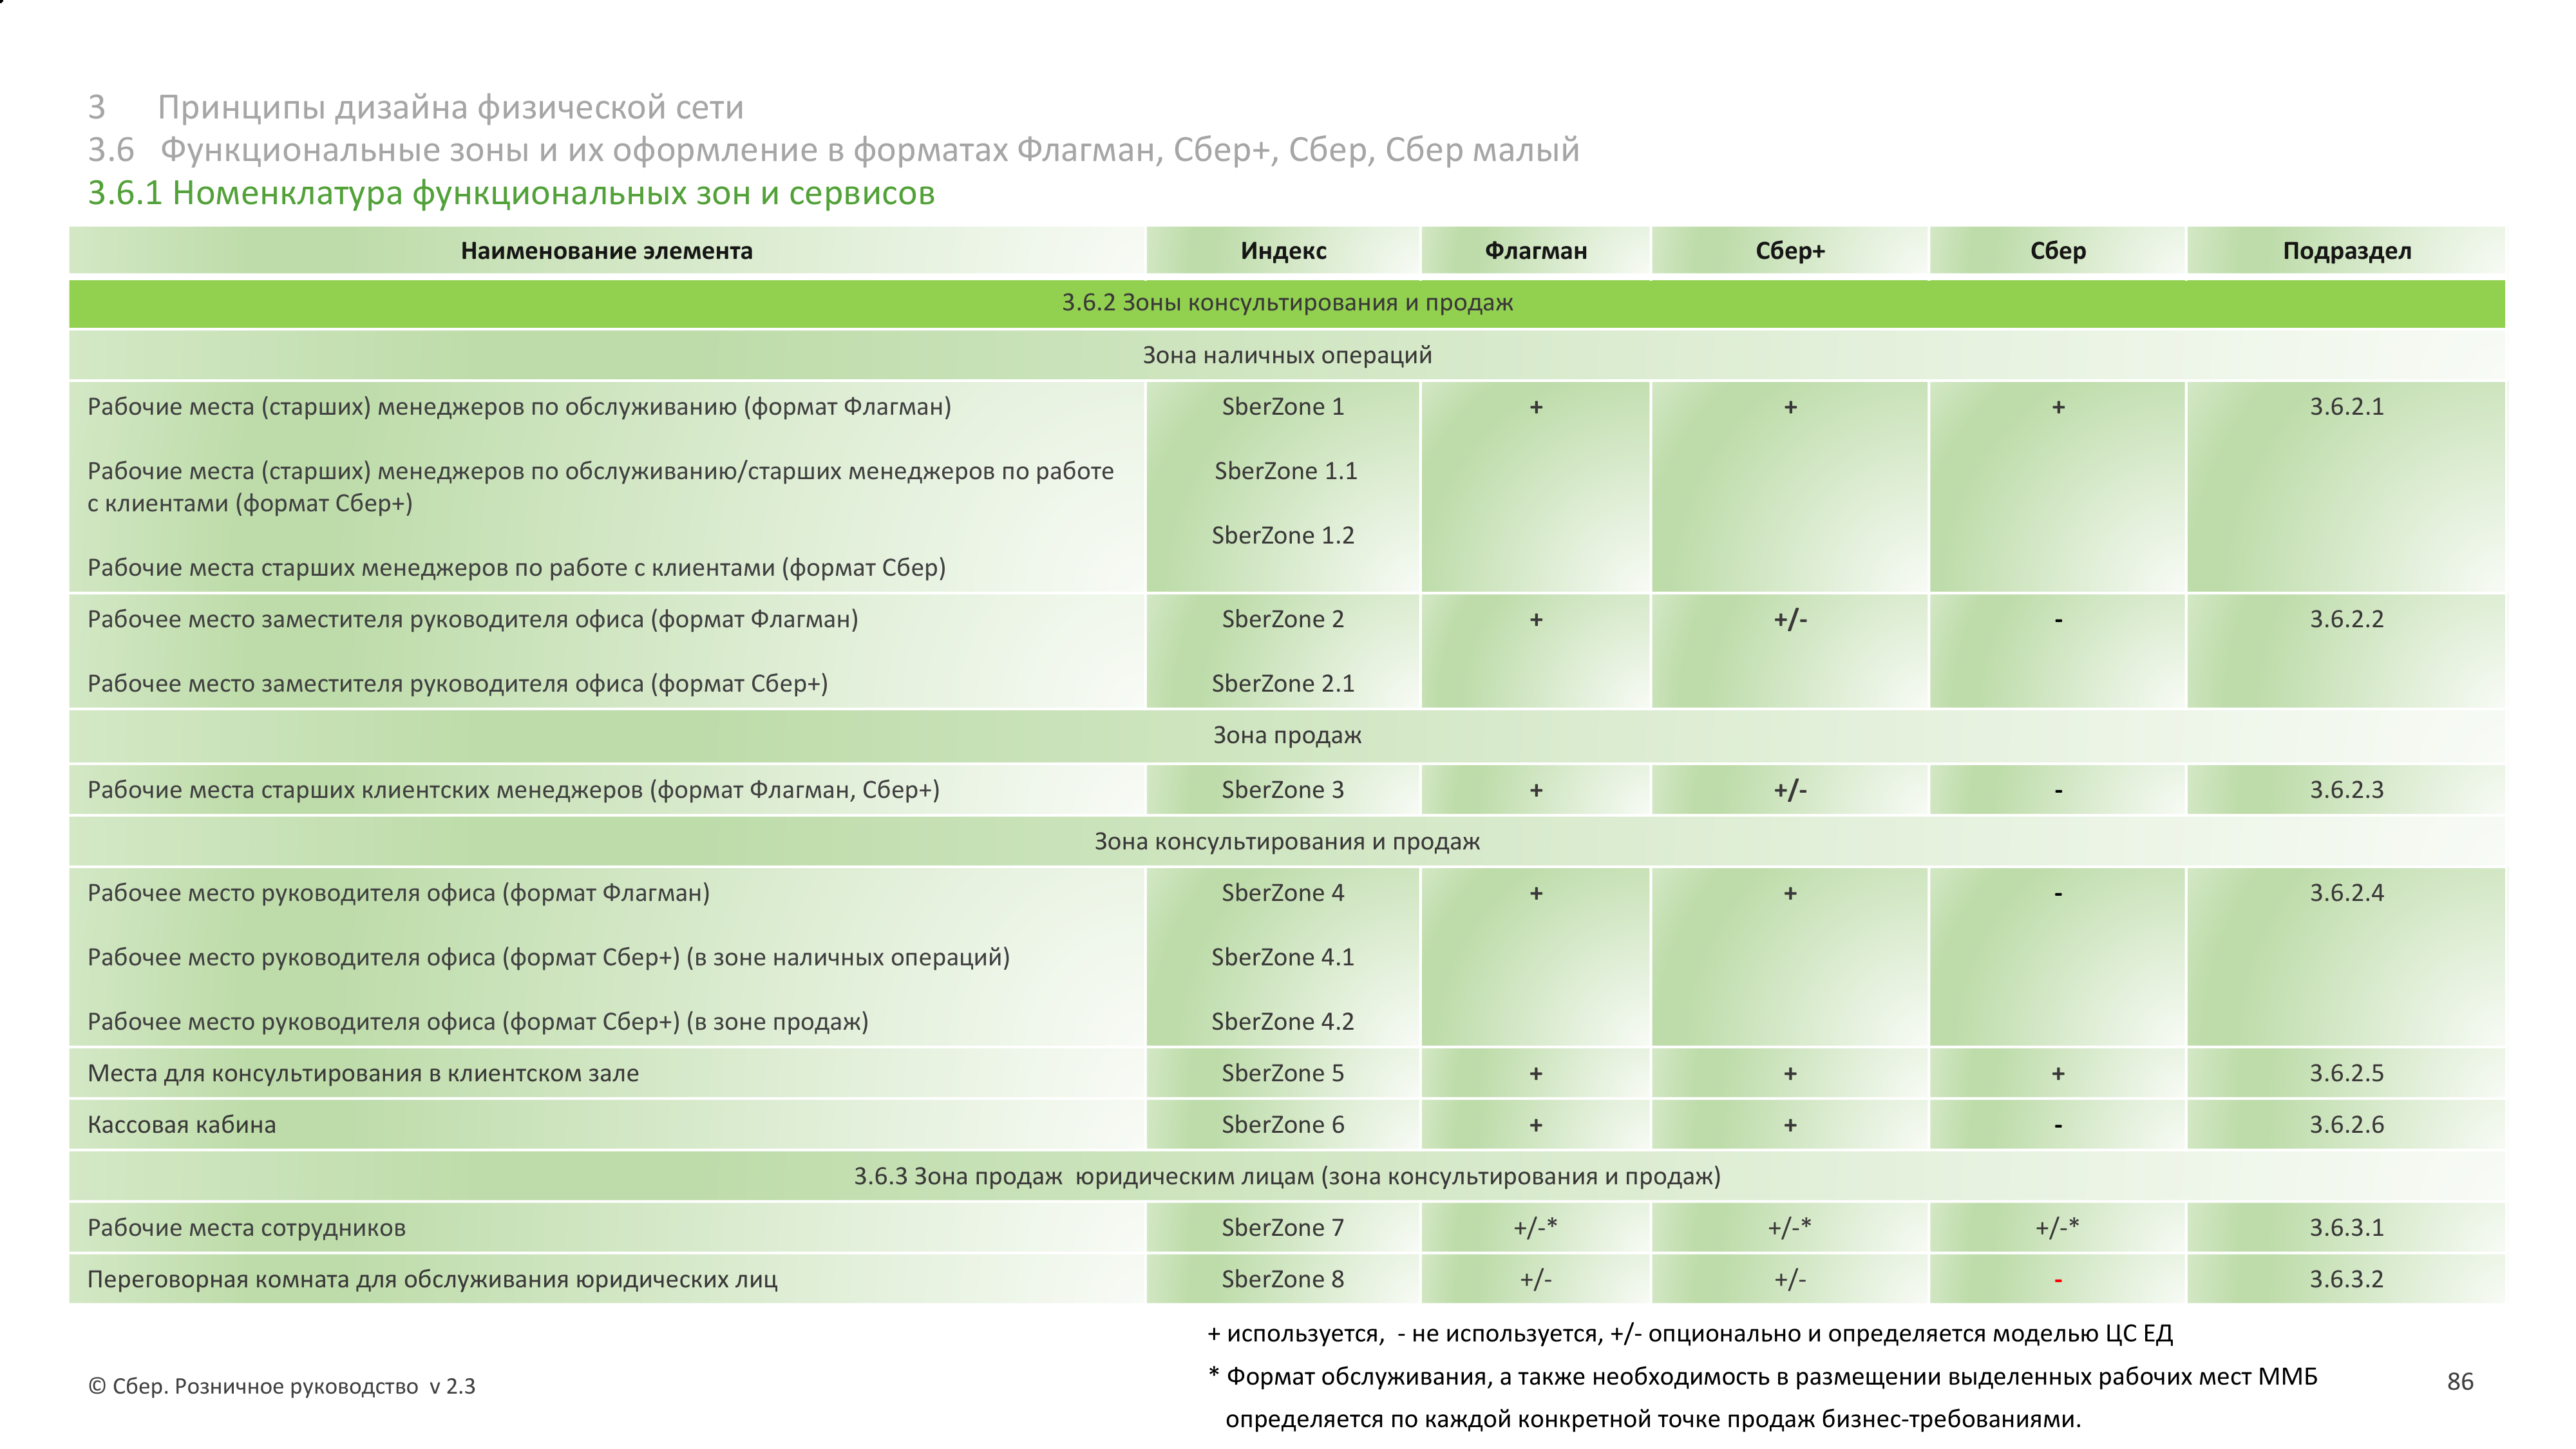 3 Принципы дизайна физической сети
3.6 Функциональные зоны и их оформление в форматах Флагман, Сбер+, Сбер, Сбер малый
3.6.1 Номенклатура функциональных зон и сервисов
Наименование элемента Индекс Флагман Сбер+ Сбер Подраздел
3.6.2 Зоны консультирования и продаж
Зона наличных операций
Рабочие места (старших) менеджеров по обслуживанию (формат Флагман) SberZone 1 + + + 3.6.2.1
Рабочие места (старших) менеджеров по обслуживанию/старших менеджеров по работе SberZone 1.1
с клиентами (формат Сбер+)
SberZone 1.2
Рабочие места старших менеджеров по работе с клиентами (формат Сбер)
Рабочее место заместителя руководителя офиса (формат Флагман) SberZone 2 + +/- - 3.6.2.2
Рабочее место заместителя руководителя офиса (формат Сбер+) SberZone 2.1
Зона продаж
Рабочие места старших клиентских менеджеров (формат Флагман, Сбер+) SberZone 3 + +/- - 3.6.2.3
Зона консультирования и продаж
Рабочее место руководителя офиса (формат Флагман) SberZone 4 + + - 3.6.2.4
Рабочее место руководителя офиса (формат Сбер+) (в зоне наличных операций) SberZone 4.1
Рабочее место руководителя офиса (формат Сбер+) (в зоне продаж) SberZone 4.2
Места для консультирования в клиентском зале SberZone 5 + + + 3.6.2.5
Кассовая кабина SberZone 6 + + - 3.6.2.6
3.6.3 Зона продаж юридическим лицам (зона консультирования и продаж)
Рабочие места сотрудников SberZone 7 +/-* +/-* +/-* 3.6.3.1
Переговорная комната для обслуживания юридических лиц SberZone 8 +/- +/- - 3.6.3.2
+ используется, - не используется, +/- опционально и определяется моделью ЦС ЕД
* Формат обслуживания, а также необходимость в размещении выделенных рабочих мест ММБ
определяется по каждой конкретной точке продаж бизнес-требованиями.
© Сбер. Розничное руководство v 2.3
86